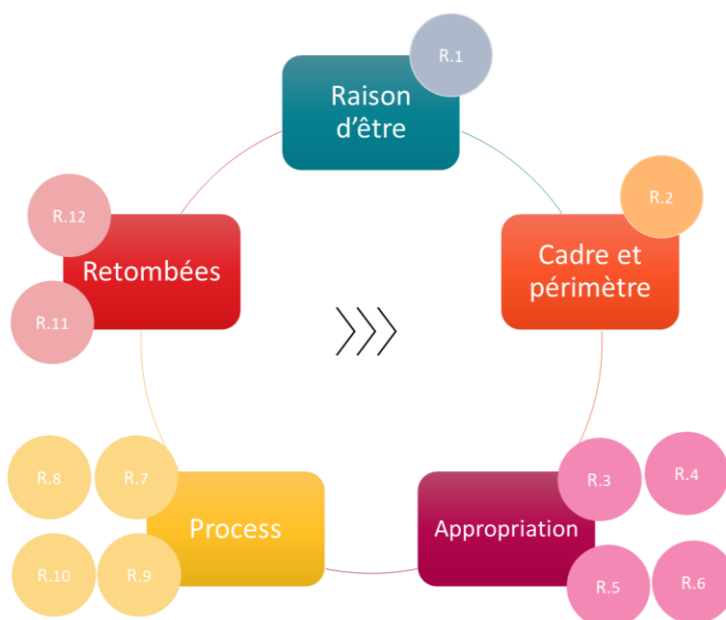 R.1
Raison
d'être
R.2
Cadre et
périmètre
R.3
R.4
Appropriation
R.5
R.6
R.8
R.7
Process
R.10
R.9
R.12
Retombées
R.11